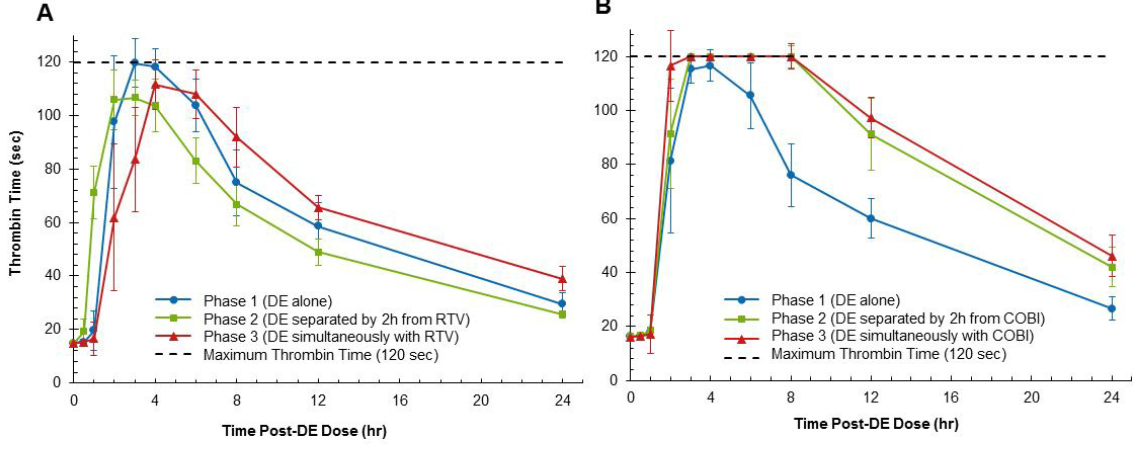 A
Thrombin Time (sec)
120
100
80
60
40
20
0
Phase 1 (DE alone)
Phase 2 (DE separated by 2h from RTV)
Phase 3 (DE simultaneously with RTV)
Maximum Thrombin Time (120 sec)
0 4 8 12 16 20 24
Time Post-DE Dose (hr)
B
120
100
80
60
40
20
0
Phase 1 (DE alone)
Phase 2 (DE separated by 2h from COBI)
Phase 3 (DE simultaneously with COBI)
Maximum Thrombin Time (120 sec)
0 4 8 12 16 20 24
Time Post-DE Dose (hr)